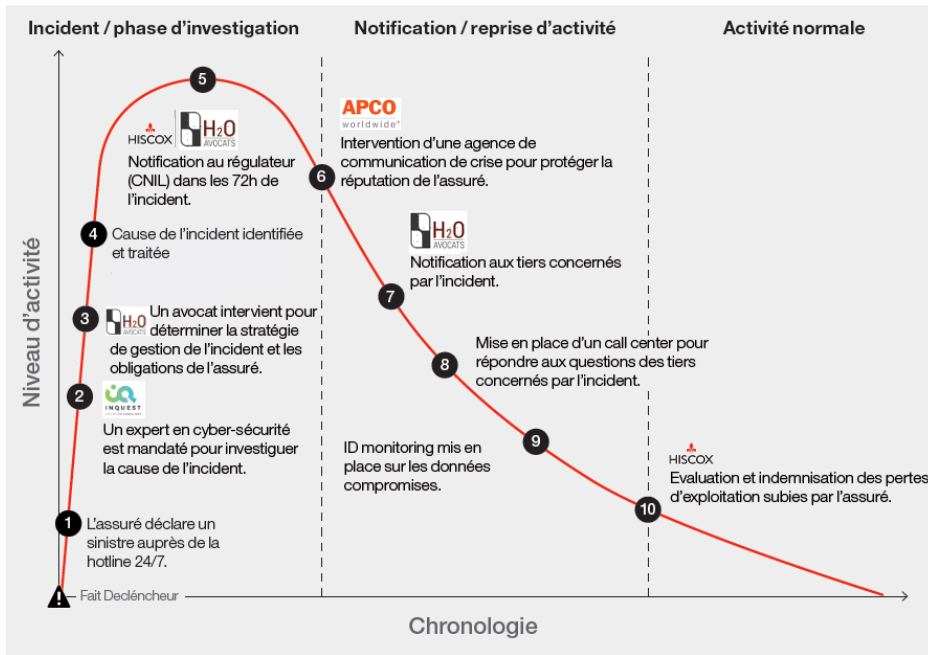 Incident / phase d'investigation
Notification / reprise d'activité
Activité normale
Niveau d'activité
5
HISCOX
H2O
AVOCATS
Notification au régulateur
(CNIL) dans les 72h de
l'incident.
4
Cause de l'incident identifiée
et traitée
3
H2O
AVOCATS
Un avocat intervient pour
déterminer la stratégie
de gestion de l'incident et les
obligations de l'assuré.
2
INQUEST
Un expert en cyber-sécurité
est mandaté pour investiguer
la cause de l'incident.
1
L'assuré déclare un
sinistre auprès de la
hotline 24/7.
!
Fait Decléncheur
APCO
worldwide®
Intervention d'une agence de
communication de crise pour protéger la
réputation de l'assuré.
6
H2O
AVOCATS
Notification aux tiers concernés
par l'incident.
7
Mise en place d'un call center pour
répondre aux questions des tiers
concernés par l'incident.
8
ID monitoring mis en
place sur les données
compromises.
9
HISCOX
Evaluation et indemnisation des pertes
d'exploitation subies par l'assuré.
10
Chronologie